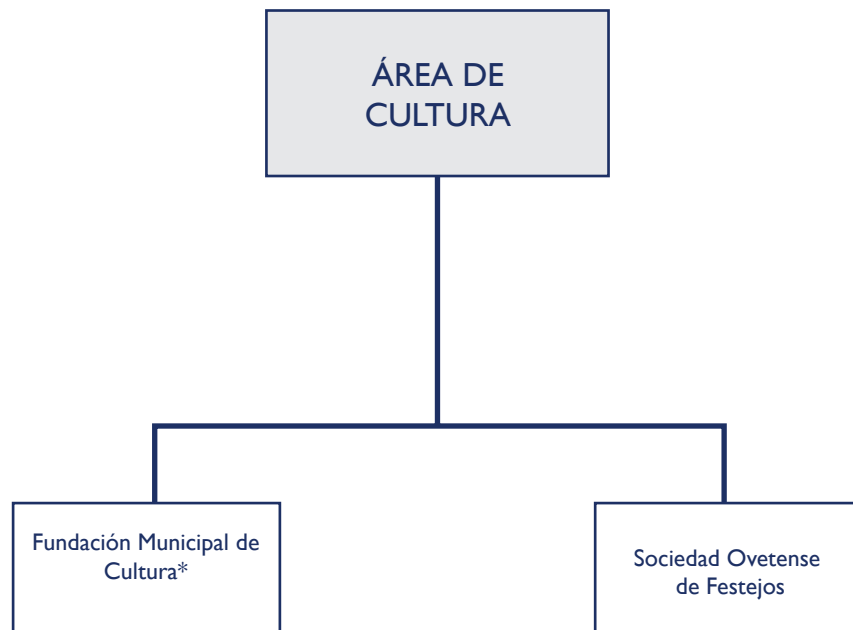 ÁREA DE
CULTURA
Fundación Municipal de
Cultura*
Sociedad Ovetense
de Festejos